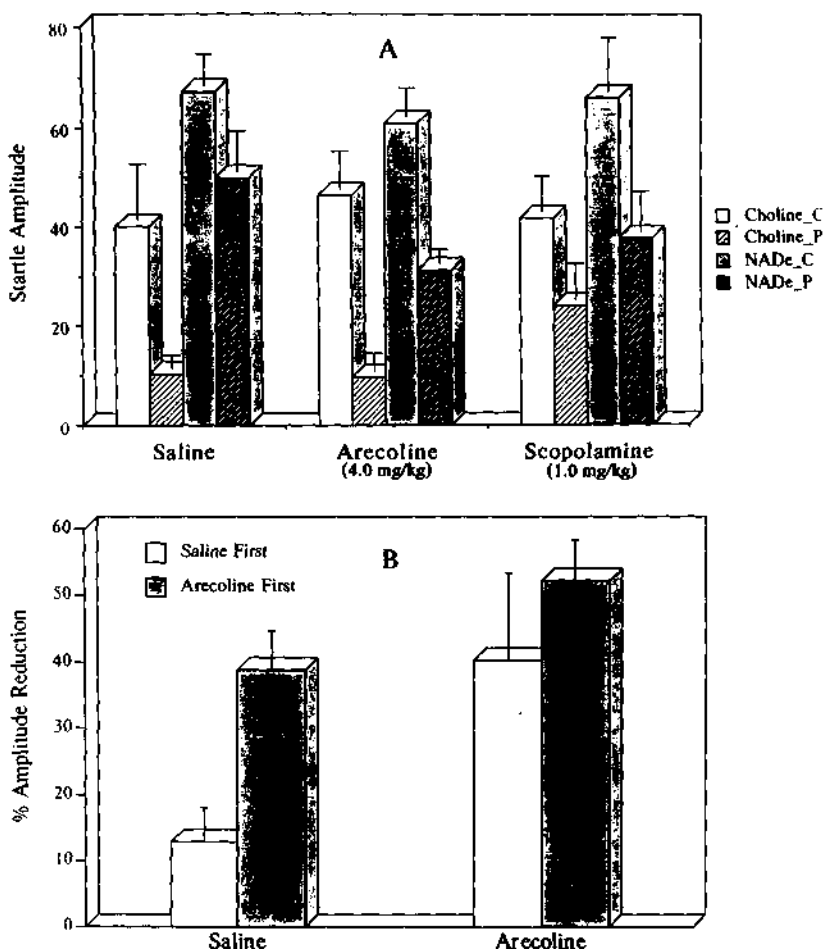 80
A
60
40
20
0
Startle Amplitude
Choline_C
Choline_P
NADe_C
NADe_P
Saline
Arecoline
(4.0 mg/kg)
Scopolamine
(1.0 mg/kg)
60
B
50
40
30
20
10
0
% Amplitude Reduction
Saline First
Arecoline First
Saline
Arecoline